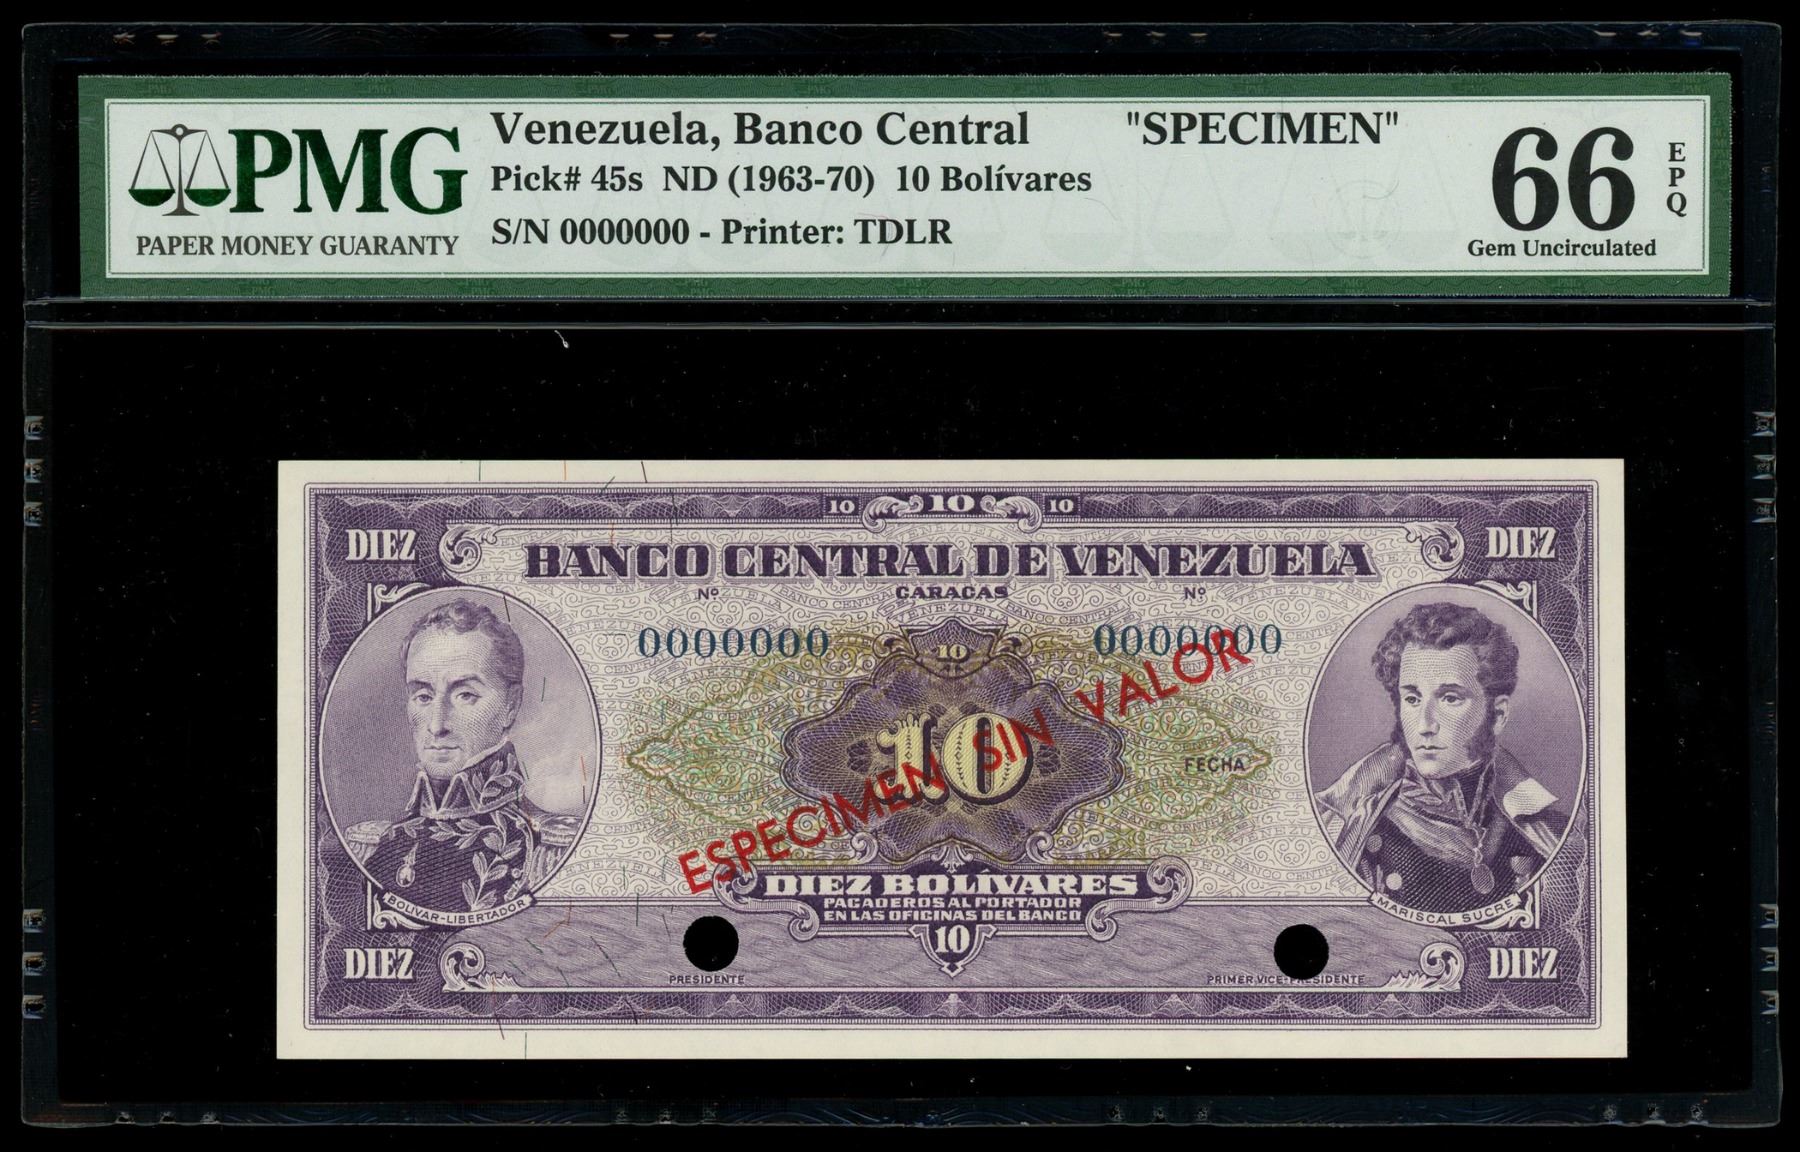 PMG
PAPER MONEY GUARANTY
Venezuela, Banco Central "SPECIMEN"
Pick# 45s ND (1963-70) 10 Bolívares
S/N 0000000 - Printer: TDLR
66
EPQ
Gem Uncirculated
10 10 10
DIEZ DIEZ
BANCO CENTRAL DE VENEZUELA
Nº CARACAS Nº
0000000 0000000
10
10
FECHA
ESPECIMEN SIN VALOR
DIEZ BOLÍVARES
PAGADEROS AL PORTADOR
EN LAS OFICINAS DEL BANCO
BOLIVAR-LIBERTADOR MARISCAL SUCRE
10
DIEZ DIEZ
PRESIDENTE PRIMER VICE-PRESIDENTE